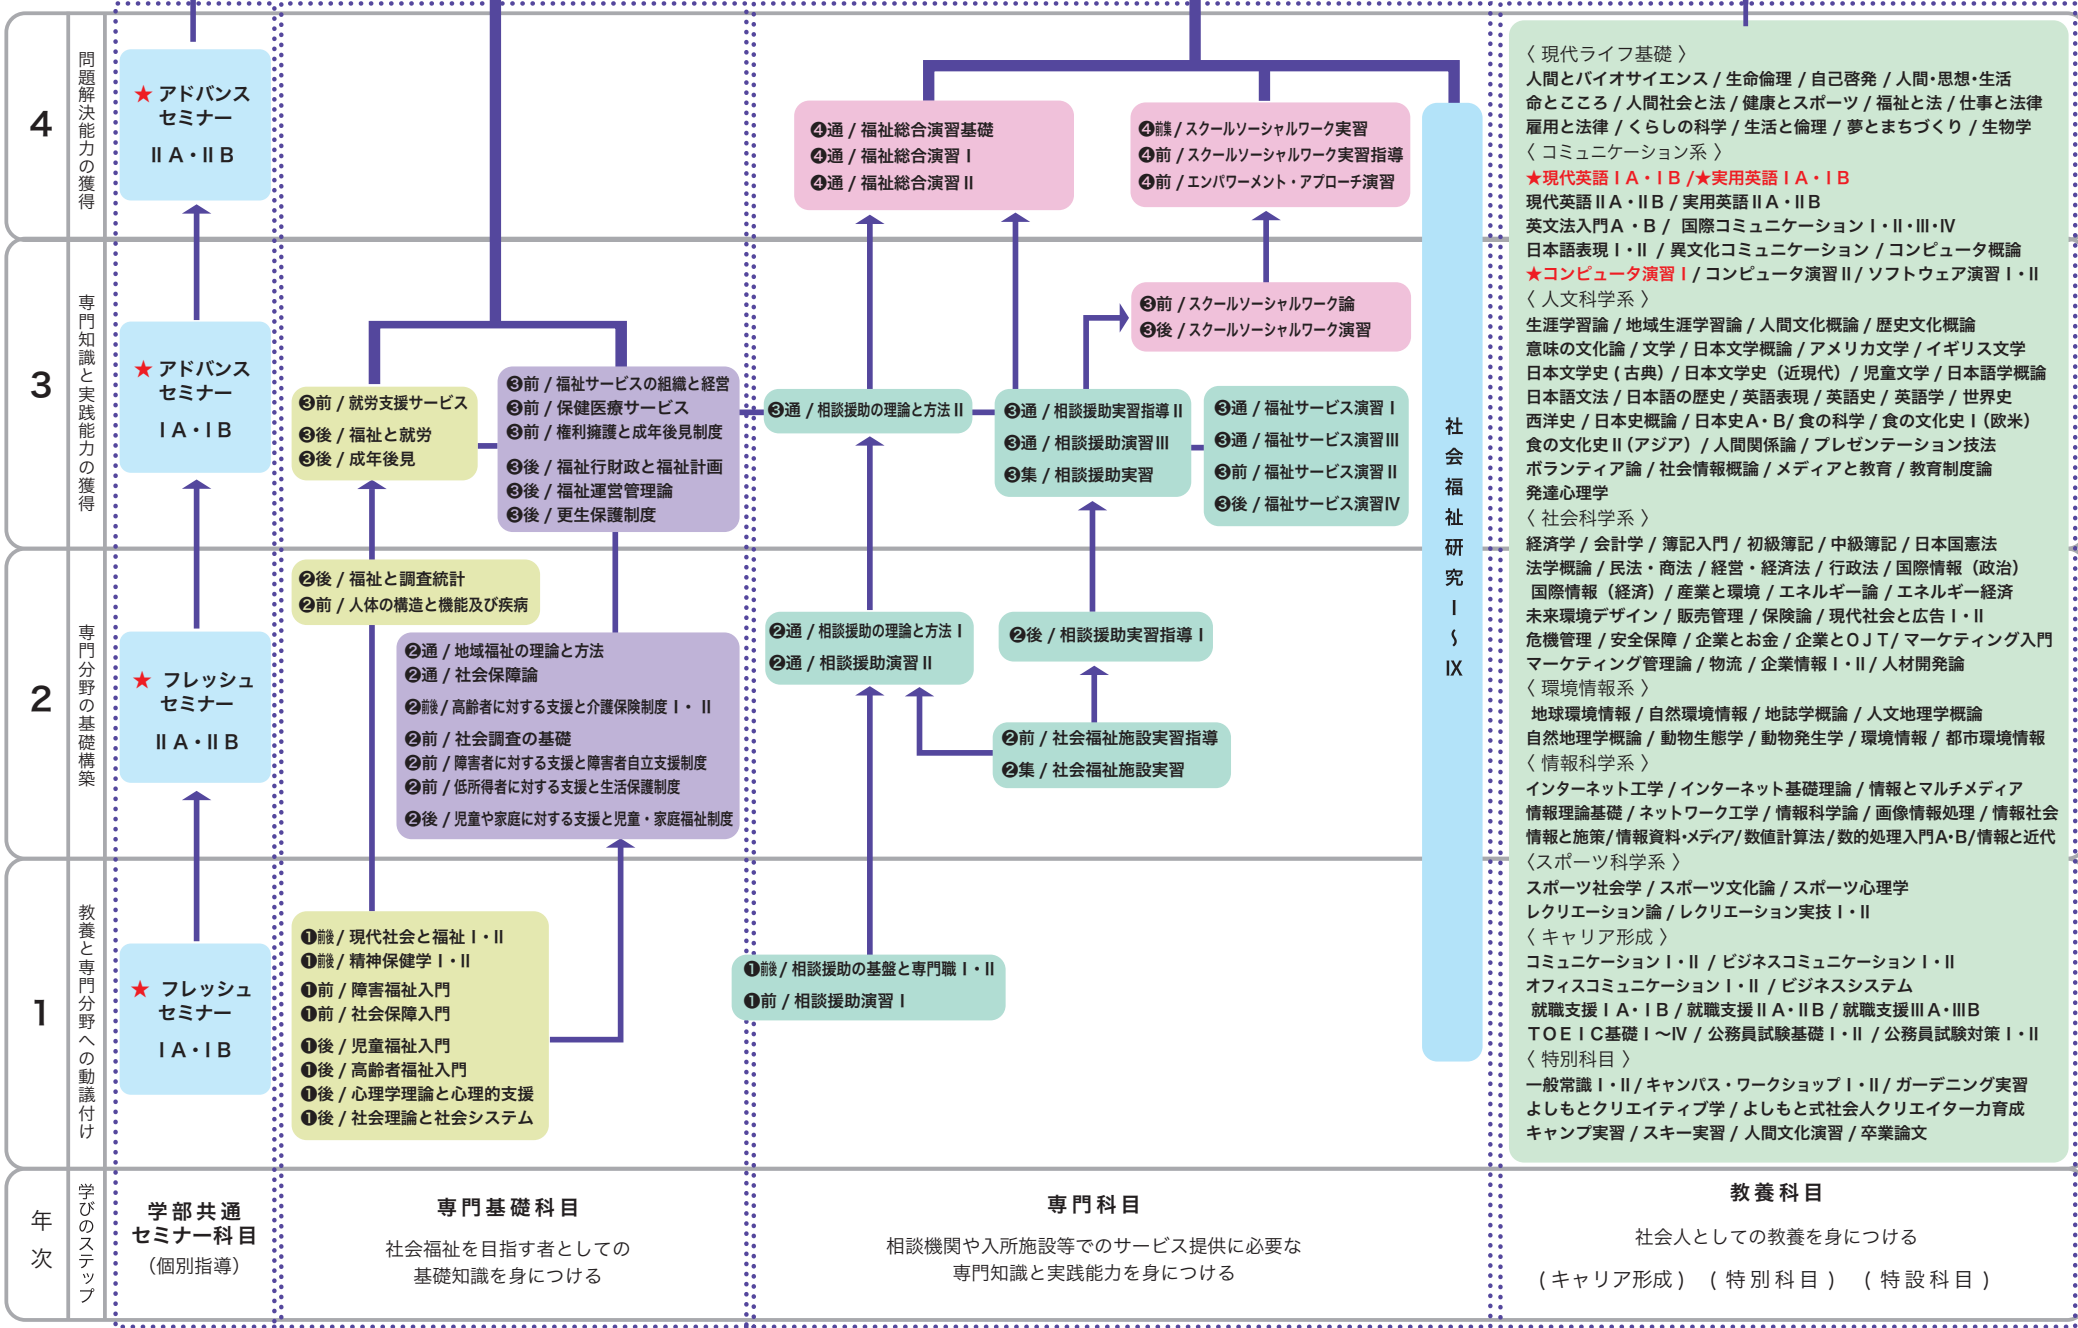 4
問題解決能力の獲得
★ アドバンス
セミナー
ⅡA・ⅡB
3
専門知識と実践能力の獲得
★ アドバンス
セミナー
ⅠA・ⅠB
2
専門分野の基礎構築
★ フレッシュ
セミナー
ⅡA・ⅡB
1
教養と専門分野への動議付け
★ フレッシュ
セミナー
ⅠA・ⅠB
年次
学びのステップ
学部共通
セミナー科目
（個別指導）
❸前 / 就労支援サービス
❸後 / 福祉と就労
❸後 / 成年後見
❸前 / 福祉サービスの組織と経営
❸前 / 保健医療サービス
❸前 / 権利擁護と成年後見制度
❸後 / 福祉行財政と福祉計画
❸後 / 福祉運営管理論
❸後 / 更生保護制度
❷後 / 福祉と調査統計
❷前 / 人体の構造と機能及び疾病
❷通 / 地域福祉の理論と方法
❷通 / 社会保障論
❷前後 / 高齢者に対する支援と介護保険制度Ⅰ・Ⅱ
❷前 / 社会調査の基礎
❷前 / 障害者に対する支援と障害者自立支援制度
❷前 / 低所得者に対する支援と生活保護制度
❷後 / 児童や家庭に対する支援と児童・家庭福祉制度
❶前後 / 現代社会と福祉Ⅰ・Ⅱ
❶前後 / 精神保健学Ⅰ・Ⅱ
❶前 / 障害福祉入門
❶前 / 社会保障入門
❶後 / 児童福祉入門
❶後 / 高齢者福祉入門
❶後 / 心理学理論と心理的支援
❶後 / 社会理論と社会システム
専門基礎科目
社会福祉を目指す者としての
基礎知識を身につける
❹通 / 福祉総合演習基礎
❹通 / 福祉総合演習Ⅰ
❹通 / 福祉総合演習Ⅱ
❹前集 / スクールソーシャルワーク実習
❹前 / スクールソーシャルワーク実習指導
❹前 / エンパワーメント・アプローチ演習
❸前 / スクールソーシャルワーク論
❸後 / スクールソーシャルワーク演習
❸通 / 相談援助の理論と方法Ⅱ
❸通 / 相談援助実習指導Ⅱ
❸通 / 相談援助演習Ⅲ
❸集 / 相談援助実習
❸通 / 福祉サービス演習Ⅰ
❸通 / 福祉サービス演習Ⅲ
❸前 / 福祉サービス演習Ⅱ
❸後 / 福祉サービス演習Ⅳ
❷通 / 相談援助の理論と方法Ⅰ
❷通 / 相談援助演習Ⅱ
❷後 / 相談援助実習指導Ⅰ
❷前 / 社会福祉施設実習指導
❷集 / 社会福祉施設実習
❶前後 / 相談援助の基盤と専門職Ⅰ・Ⅱ
❶前 / 相談援助演習Ⅰ
社会福祉研究Ⅰ〜Ⅸ
専門科目
相談機関や入所施設等でのサービス提供に必要な
専門知識と実践能力を身につける
〈 現代ライフ基礎 〉
人間とバイオサイエンス / 生命倫理 / 自己啓発 / 人間・思想・生活
命とこころ / 人間社会と法 / 健康とスポーツ / 福祉と法 / 仕事と法律
雇用と法律 / くらしの科学 / 生活と倫理 / 夢とまちづくり / 生物学
〈 コミュニケーション系 〉
★現代英語ⅠA・ⅠB /★実用英語ⅠA・ⅠB
現代英語ⅡA・ⅡB / 実用英語ⅡA・ⅡB
英文法入門A・B / 国際コミュニケーションⅠ・Ⅱ・Ⅲ・Ⅳ
日本語表現Ⅰ・Ⅱ / 異文化コミュニケーション / コンピュータ概論
★コンピュータ演習Ⅰ / コンピュータ演習Ⅱ / ソフトウェア演習Ⅰ・Ⅱ
〈 人文科学系 〉
生涯学習論 / 地域生涯学習論 / 人間文化概論 / 歴史文化概論
意味の文化論 / 文学 / 日本文学概論 / アメリカ文学 / イギリス文学
日本文学史 ( 古典) / 日本文学史（近現代）/ 児童文学 / 日本語学概論
日本語文法 / 日本語の歴史 / 英語表現 / 英語史 / 英語学 / 世界史
西洋史 / 日本史概論 / 日本史A・B/ 食の科学 / 食の文化史Ⅰ（欧米）
食の文化史Ⅱ（アジア）/ 人間関係論 / プレゼンテーション技法
ボランティア論 / 社会情報概論 / メディアと教育 / 教育制度論
発達心理学
〈 社会科学系 〉
経済学 / 会計学 / 簿記入門 / 初級簿記 / 中級簿記 / 日本国憲法
法学概論 / 民法・商法 / 経営・経済法 / 行政法 / 国際情報（政治）
国際情報（経済）/ 産業と環境 / エネルギー論 / エネルギー経済
未来環境デザイン / 販売管理 / 保険論 / 現代社会と広告Ⅰ・Ⅱ
危機管理 / 安全保障 / 企業とお金 / 企業とOJT/ マーケティング入門
マーケティング管理論 / 物流 / 企業情報Ⅰ・Ⅱ / 人材開発論
〈 環境情報系 〉
地球環境情報 / 自然環境情報 / 地誌学概論 / 人文地理学概論
自然地理学概論 / 動物生態学 / 動物発生学 / 環境情報 / 都市環境情報
〈 情報科学系 〉
インターネット工学 / インターネット基礎理論 / 情報とマルチメディア
情報理論基礎 / ネットワーク工学 / 情報科学論 / 画像情報処理 / 情報社会
情報と施策/ 情報資料・メディア/ 数値計算法/ 数的処理入門A・B/ 情報と近代
〈スポーツ科学系 〉
スポーツ社会学 / スポーツ文化論 / スポーツ心理学
レクリエーション論 / レクリエーション実技Ⅰ・Ⅱ
〈 キャリア形成 〉
コミュニケーションⅠ・Ⅱ / ビジネスコミュニケーションⅠ・Ⅱ
オフィスコミュニケーションⅠ・Ⅱ / ビジネスシステム
就職支援ⅠA・ⅠB / 就職支援ⅡA・ⅡB / 就職支援ⅢA・ⅢB
TOEIC基礎Ⅰ〜Ⅳ / 公務員試験基礎Ⅰ・Ⅱ / 公務員試験対策Ⅰ・Ⅱ
〈 特別科目 〉
一般常識Ⅰ・Ⅱ / キャンパス・ワークショップⅠ・Ⅱ / ガーデニング実習
よしもとクリエイティブ学 / よしもと式社会人クリエイター力育成
キャンプ実習 / スキー実習 / 人間文化演習 / 卒業論文
教養科目
社会人としての教養を身につける
( キャリア形成 ) ( 特別科目 ) ( 特設科目 )